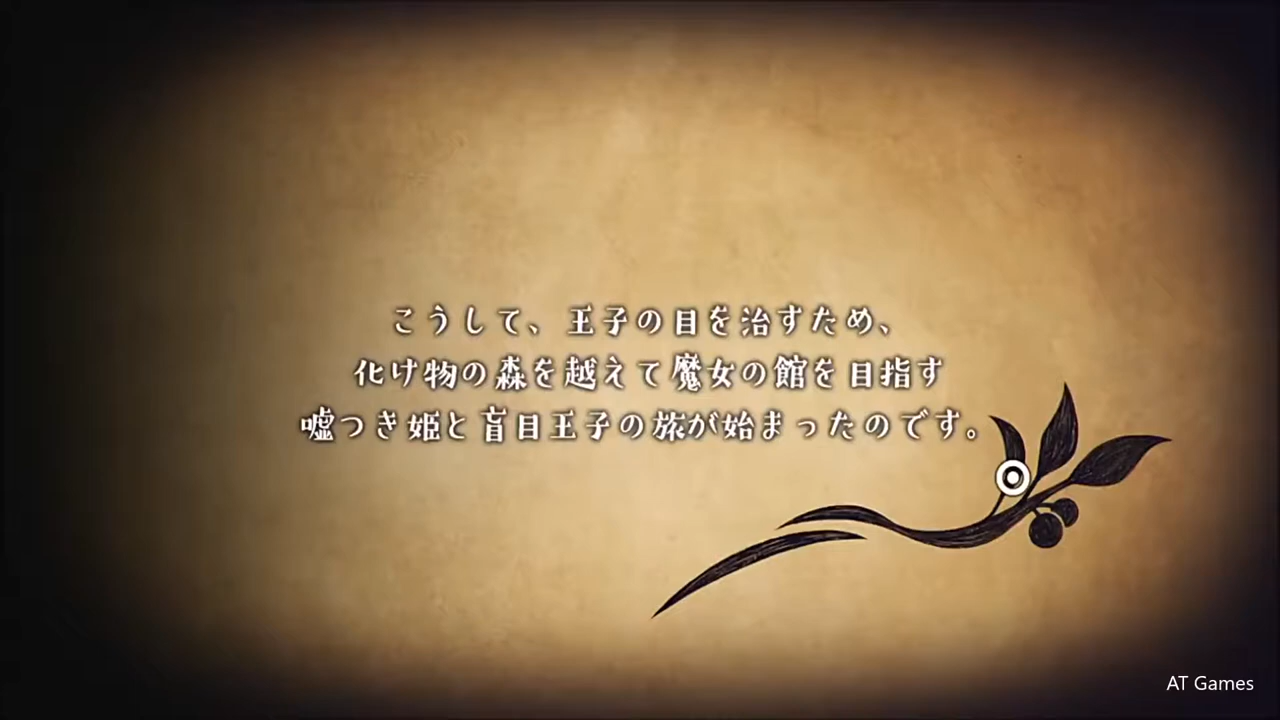 こうして、王子の目を治すため、
化け物の森を越えて魔女の館を目指す
嘘つき姫と盲目王子の旅が始まったのです。
AT Games